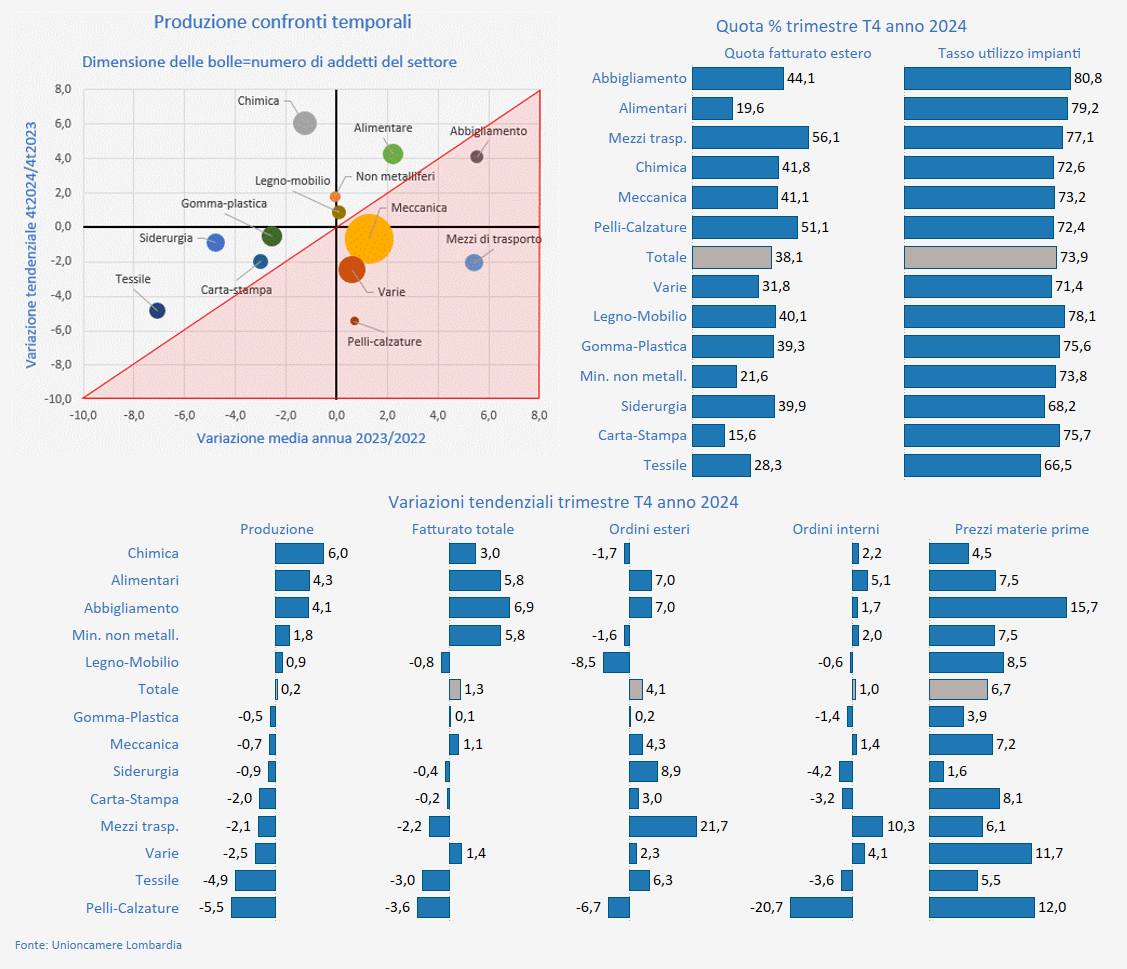 Produzione confronti temporali
Dimensione delle bolle=numero di addetti del settore
Variazione tendenziale 4t2024/4t2023
8,0
6,0
4,0
2,0
0,0
-2,0
-4,0
-6,0
-8,0
-10,0
Chimica
Alimentare
Abbigliamento
Legno-mobilio
Non metalliferi
Gomma-plastica
Meccanica
Siderurgia
Mezzi di trasporto
Tessile
Carta-stampa
Varie
Pelli-calzature
-10,0 -8,0 -6,0 -4,0 -2,0 0,0 2,0 4,0 6,0 8,0
Variazione media annua 2023/2022
Quota % trimestre T4 anno 2024
Quota fatturato estero Tasso utilizzo impianti
Abbigliamento 44,1 80,8
Alimentari 19,6 79,2
Mezzi trasp. 56,1 77,1
Chimica 41,8 72,6
Meccanica 41,1 73,2
Pelli-Calzature 51,1 72,4
Totale 38,1 73,9
Varie 31,8 71,4
Legno-Mobilio 40,1 78,1
Gomma-Plastica 39,3 75,6
Min. non metall. 21,6 73,8
Siderurgia 39,9 68,2
Carta-Stampa 15,6 75,7
Tessile 28,3 66,5
Variazioni tendenziali trimestre T4 anno 2024
Produzione Fatturato totale Ordini esteri Ordini interni Prezzi materie prime
Chimica 6,0 3,0 -1,7 2,2 4,5
Alimentari 4,3 5,8 7,0 5,1 7,5
Abbigliamento 4,1 6,9 7,0 1,7 15,7
Min. non metall. 1,8 5,8 -1,6 2,0 7,5
Legno-Mobilio 0,9 -0,8 -8,5 -0,6 8,5
Totale 0,2 1,3 4,1 1,0 6,7
Gomma-Plastica -0,5 0,1 0,2 -1,4 3,9
Meccanica -0,7 1,1 4,3 1,4 7,2
Siderurgia -0,9 -0,4 8,9 -4,2 1,6
Carta-Stampa -2,0 -0,2 3,0 -3,2 8,1
Mezzi trasp. -2,1 -2,2 21,7 10,3 6,1
Varie -2,5 1,4 2,3 4,1 11,7
Tessile -4,9 -3,0 6,3 -3,6 5,5
Pelli-Calzature -5,5 -3,6 -6,7 -20,7 12,0
Fonte: Unioncamere Lombardia